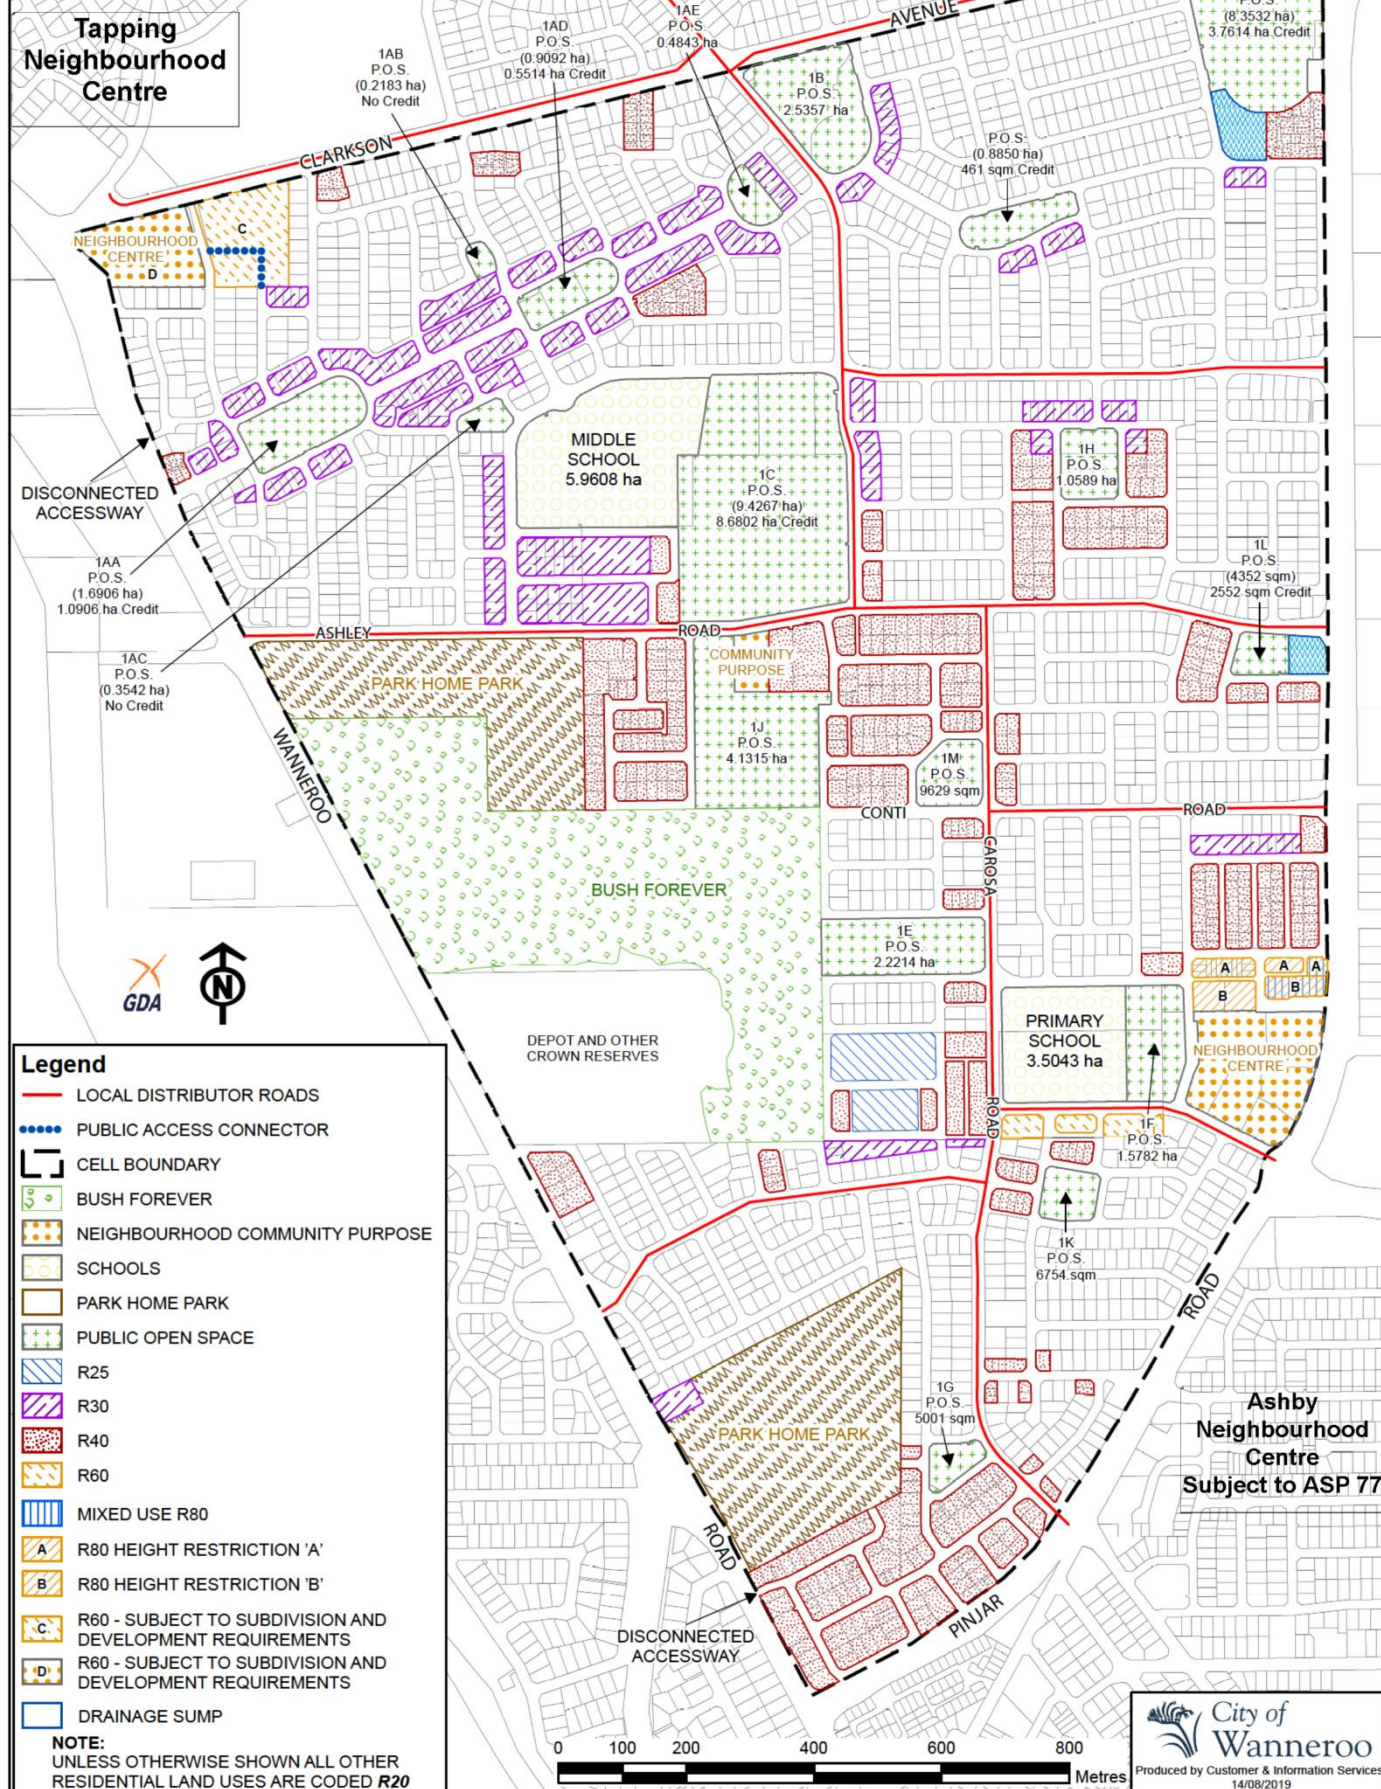 Tapping
Neighbourhood
Centre
1AB
P.O.S.
(0.2183 ha)
No Credit
1AD
P.O.S.
(0.9092 ha)
0.5514 ha Credit
1AE
P.O.S
0.4843 ha
AVENUE
(8.3532 ha)
3.7614 ha Credit
1B
P.O.S.
2.5357 ha
P.O.S.
(0.8850 ha)
461 sqm Credit
CLARKSON
NEIGHBOURHOOD
CENTRE
D
C
MIDDLE
SCHOOL
5.9608 ha
1C
P.O.S.
(9.4267 ha)
8.6802 ha Credit
1H
P.O.S.
1.0589 ha
DISCONNECTED
ACCESSWAY
1AA
P.O.S.
(1.6906 ha)
1.0906 ha Credit
1L
P.O.S.
(4352 sqm)
2552 sqm Credit
1AC
P.O.S.
(0.3542 ha)
No Credit
ASHLEY
ROAD
PARK HOME PARK
COMMUNITY
PURPOSE
1J
P.O.S.
4.1315 ha
1M
P.O.S.
9629 sqm
WANNEROO
CONTI
ROAD
CAROSA
BUSH FOREVER
1E
P.O.S.
2.2214 ha
A
A
A
B
B
GDA
N
DEPOT AND OTHER
CROWN RESERVES
PRIMARY
SCHOOL
3.5043 ha
NEIGHBOURHOOD
CENTRE
ROAD
1F
P.O.S.
1.5782 ha
1K
P.O.S.
6754 sqm
ROAD
PARK HOME PARK
1G
P.O.S.
5001 sqm
Ashby
Neighbourhood
Centre
Subject to ASP 77
ROAD
DISCONNECTED
ACCESSWAY
PINJAR
Legend
LOCAL DISTRIBUTOR ROADS
PUBLIC ACCESS CONNECTOR
CELL BOUNDARY
BUSH FOREVER
NEIGHBOURHOOD COMMUNITY PURPOSE
SCHOOLS
PARK HOME PARK
PUBLIC OPEN SPACE
R25
R30
R40
R60
MIXED USE R80
A R80 HEIGHT RESTRICTION 'A'
B R80 HEIGHT RESTRICTION 'B'
C R60 - SUBJECT TO SUBDIVISION AND
DEVELOPMENT REQUIREMENTS
D R60 - SUBJECT TO SUBDIVISION AND
DEVELOPMENT REQUIREMENTS
DRAINAGE SUMP
NOTE:
UNLESS OTHERWISE SHOWN ALL OTHER
RESIDENTIAL LAND USES ARE CODED R20
0 100 200 400 600 800
Metres
City of
Wanneroo
Produced by Customer & Information Services
14/08/2019